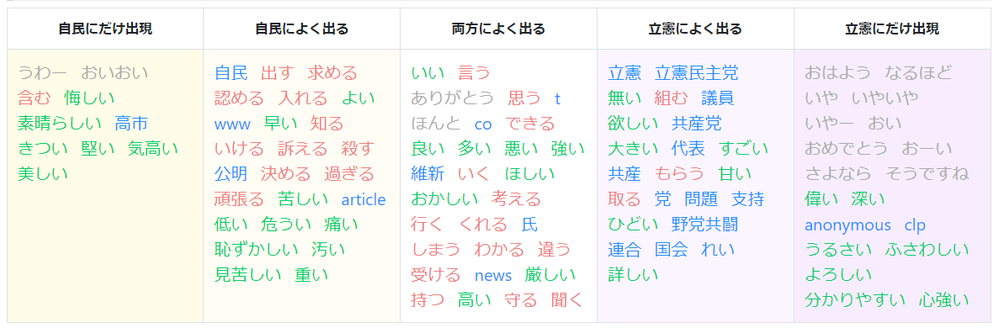 自民にだけ出現
うわー おいおい
含む 悔しい
素晴らしい 高市
きつい 堅い 気高い
美しい
自民によく出る
自民 出す 求める
認める 入れる よい
www 早い 知る
いける 訴える 殺す
公明 決める 過ぎる
頑張る 苦しい article
低い 危うい 痛い
恥ずかしい 汚い
見苦しい 重い
両方によく出る
いい 言う
ありがとう 思う t
ほんと co できる
良い 多い 悪い 強い
維新 いく ほしい
おかしい 考える
行く くれる 氏
しまう わかる 違う
受ける news 厳しい
持つ 高い 守る 聞く
立憲によく出る
立憲 立憲民主党
無い 組む 議員
欲しい 共産党
大きい 代表 すごい
共産 もらう 甘い
取る 党 問題 支持
ひどい 野党共闘
連合 国会 れい
詳しい
立憲にだけ出現
おはよう なるほど
いや いやいや
いやー おい
おめでとう おーい
さよなら そうですね
偉い 深い
anonymous clp
うるさい ふさわしい
よろしい
分かりやすい 心強い